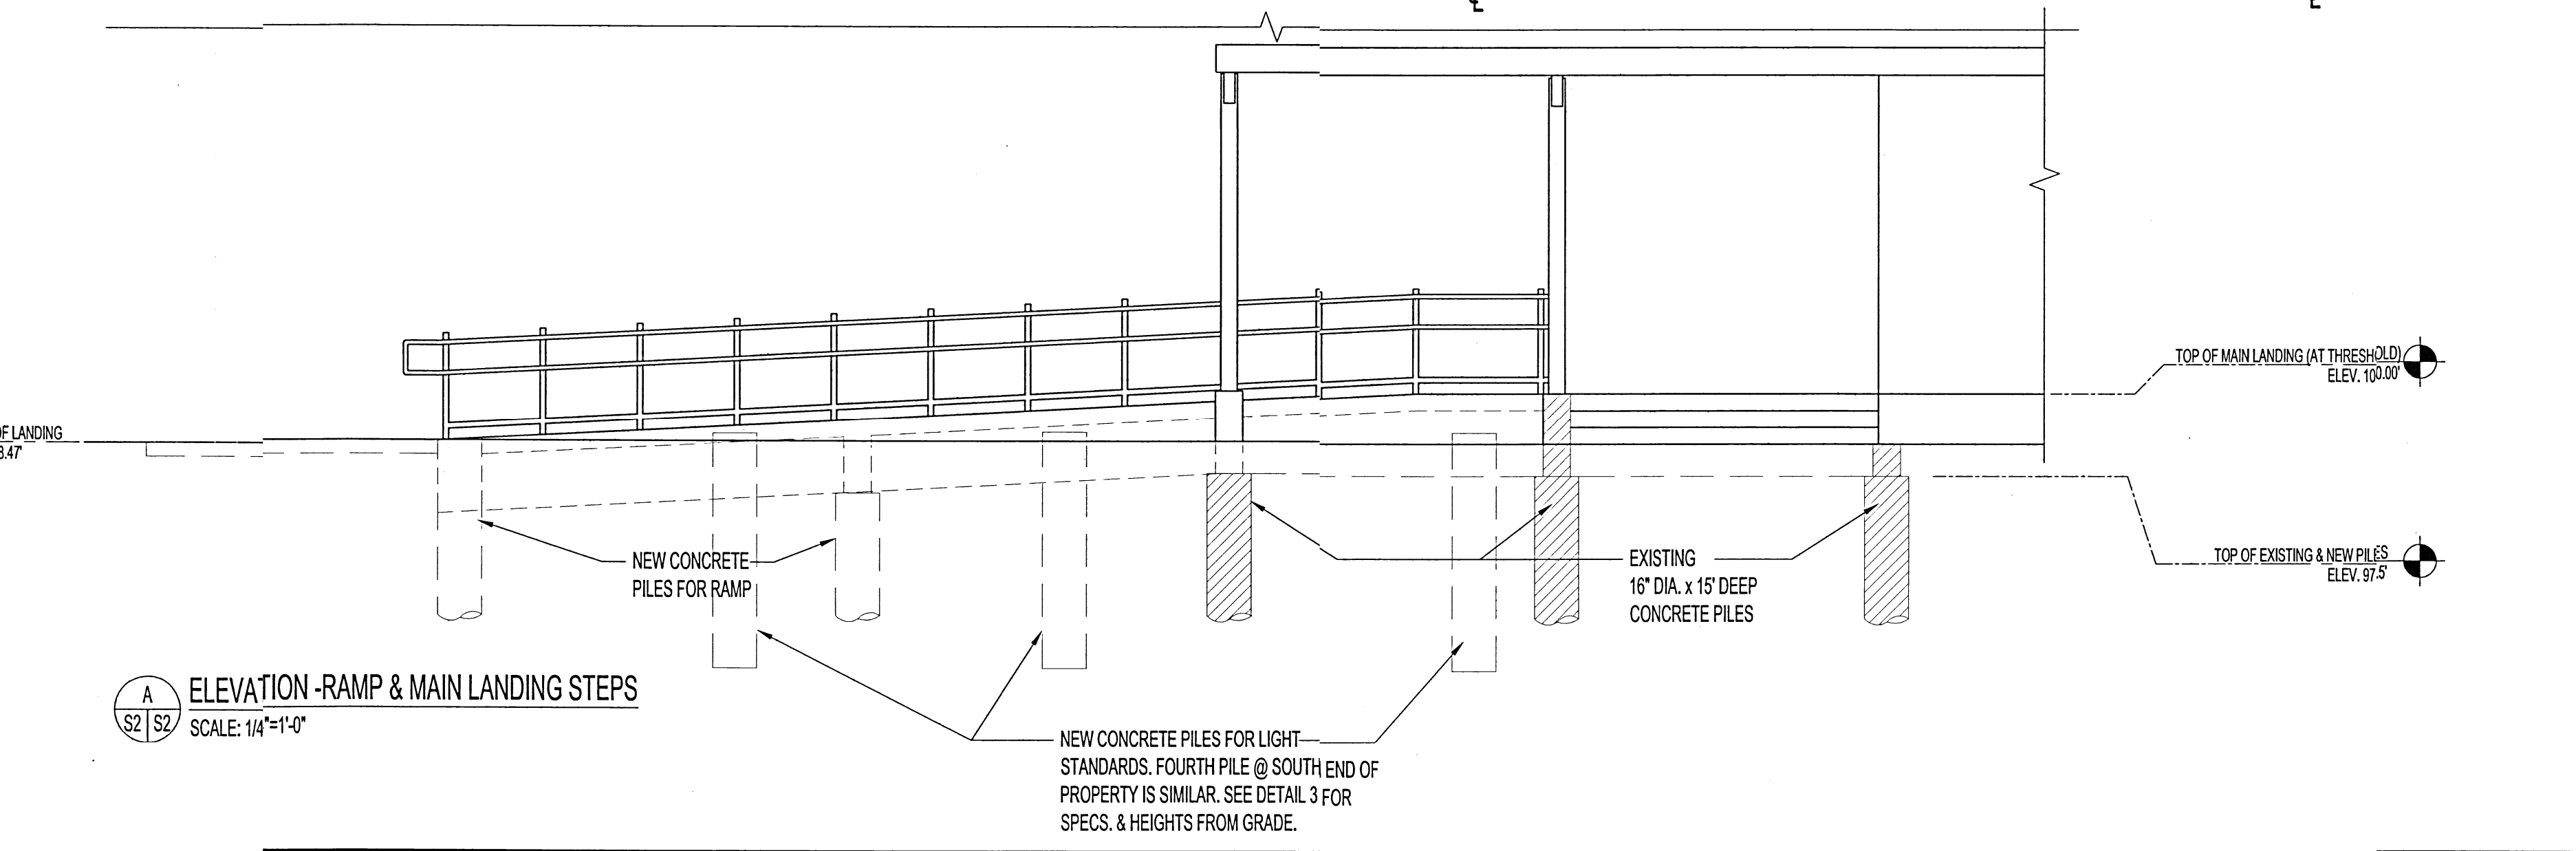 TOP OF MAIN LANDING (AT THRESHOLD)
ELEV. 100.00'
OF LANDING
8.47'
TOP OF EXISTING & NEW PILES
ELEV. 97.5'
NEW CONCRETE
PILES FOR RAMP
EXISTING
16" DIA. x 15' DEEP
CONCRETE PILES
A
S2 S2
ELEVATION -RAMP & MAIN LANDING STEPS
SCALE: 1/4"=1'-0"
NEW CONCRETE PILES FOR LIGHT
STANDARDS. FOURTH PILE @ SOUTH END OF
PROPERTY IS SIMILAR. SEE DETAIL 3 FOR
SPECS. & HEIGHTS FROM GRADE.